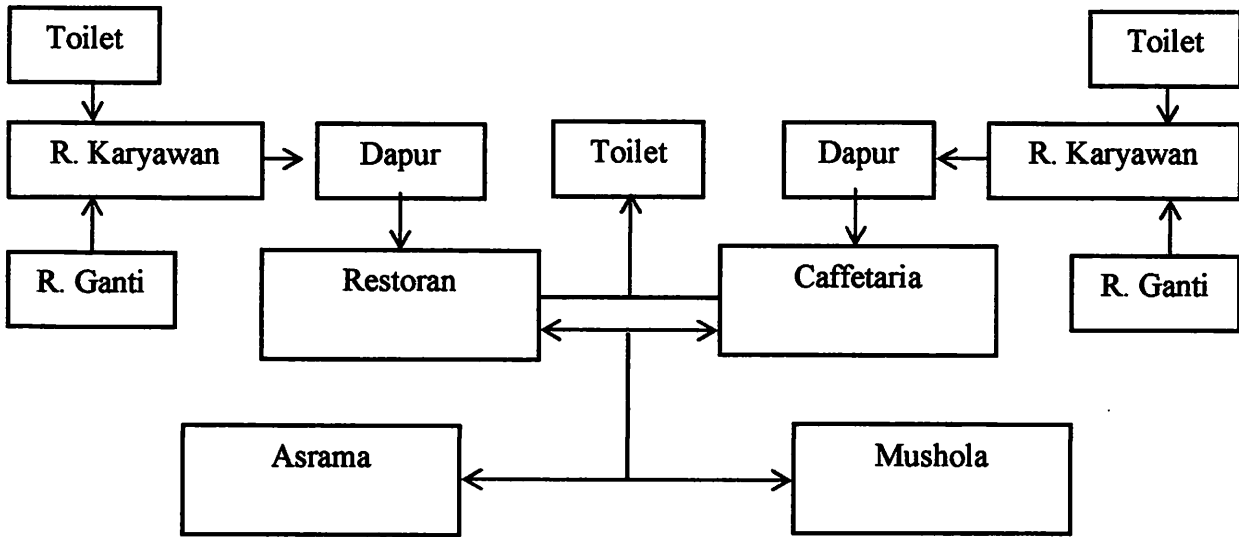 Toilet
Toilet
R. Karyawan
Dapur
Toilet
Dapur
R. Karyawan
R. Ganti
Restoran
Caffetaria
R. Ganti
Asrama
Mushola